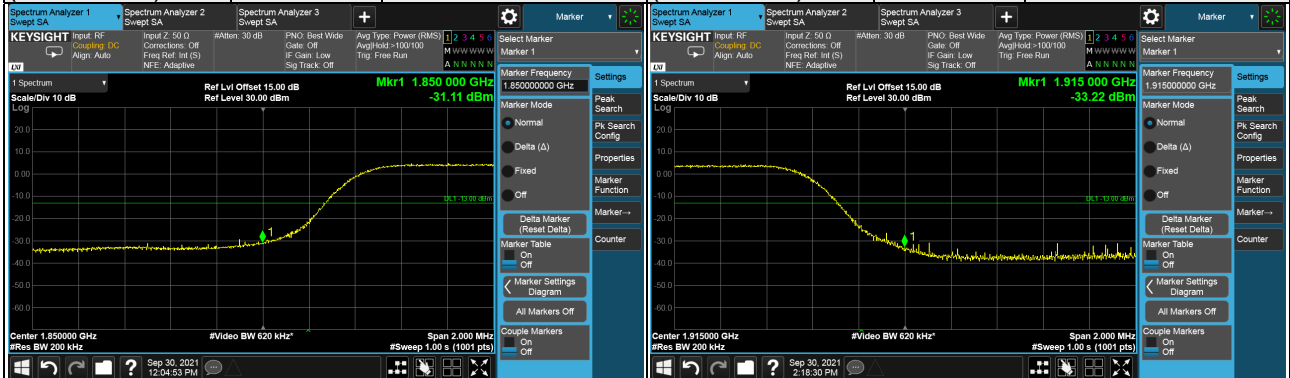 Spectrum Analyzer 1
Swept SA
Spectrum Analyzer 2
Swept SA
Spectrum Analyzer 3
Swept SA
Marker
KEYSIGHT
Input: RF
Coupling: DC
Align: Auto
Input Z: 50 Ω
Corrections: Off
Freq Ref: Int (S)
NFE: Adaptive
#Atten: 30 dB
PNO: Best Wide
Gate: Off
IF Gain: Low
Sig Track: Off
Avg Type: Power (RMS)
Avg|Hold:>100/100
Trig: Free Run
1 2 3 4 5 6
M W W W W W
A N N N N N
LXI
Select Marker
Marker 1
1 Spectrum
Scale/Div 10 dB
Log
Ref Lvl Offset 15.00 dB
Ref Level 30.00 dBm
Mkr1 1.850 000 GHz
-31.11 dBm
20.0
10.0
0.00
-10.0
-20.0
-30.0
-40.0
-50.0
-60.0
DL1 -13.00 dBm
1
Center 1.850000 GHz
#Res BW 200 kHz
#Video BW 620 kHz*
Span 2.000 MHz
#Sweep 1.00 s (1001 pts)
Marker Frequency
1.850000000 GHz
Marker Mode
Normal
Delta (Δ)
Fixed
Off
Delta Marker
(Reset Delta)
Marker Table
On
Off
Marker Settings
Diagram
All Markers Off
Couple Markers
On
Off
Settings
Peak
Search
Pk Search
Config
Properties
Marker
Function
Marker→
Counter
?
Sep 30, 2021
12:04:53 PM
Spectrum Analyzer 1
Swept SA
Spectrum Analyzer 2
Swept SA
Spectrum Analyzer 3
Swept SA
Marker
KEYSIGHT
Input: RF
Coupling: DC
Align: Auto
Input Z: 50 Ω
Corrections: Off
Freq Ref: Int (S)
NFE: Adaptive
#Atten: 30 dB
PNO: Best Wide
Gate: Off
IF Gain: Low
Sig Track: Off
Avg Type: Power (RMS)
Avg|Hold:>100/100
Trig: Free Run
1 2 3 4 5 6
M W W W W W
A N N N N N
LXI
Select Marker
Marker 1
1 Spectrum
Scale/Div 10 dB
Log
Ref Lvl Offset 15.00 dB
Ref Level 30.00 dBm
Mkr1 1.915 000 GHz
-33.22 dBm
20.0
10.0
0.00
-10.0
-20.0
-30.0
-40.0
-50.0
-60.0
DL1 -13.00 dBm
1
Center 1.915000 GHz
#Res BW 200 kHz
#Video BW 620 kHz*
Span 2.000 MHz
#Sweep 1.00 s (1001 pts)
Marker Frequency
1.915000000 GHz
Marker Mode
Normal
Delta (Δ)
Fixed
Off
Delta Marker
(Reset Delta)
Marker Table
On
Off
Marker Settings
Diagram
All Markers Off
Couple Markers
On
Off
Settings
Peak
Search
Pk Search
Config
Properties
Marker
Function
Marker→
Counter
?
Sep 30, 2021
2:18:30 PM